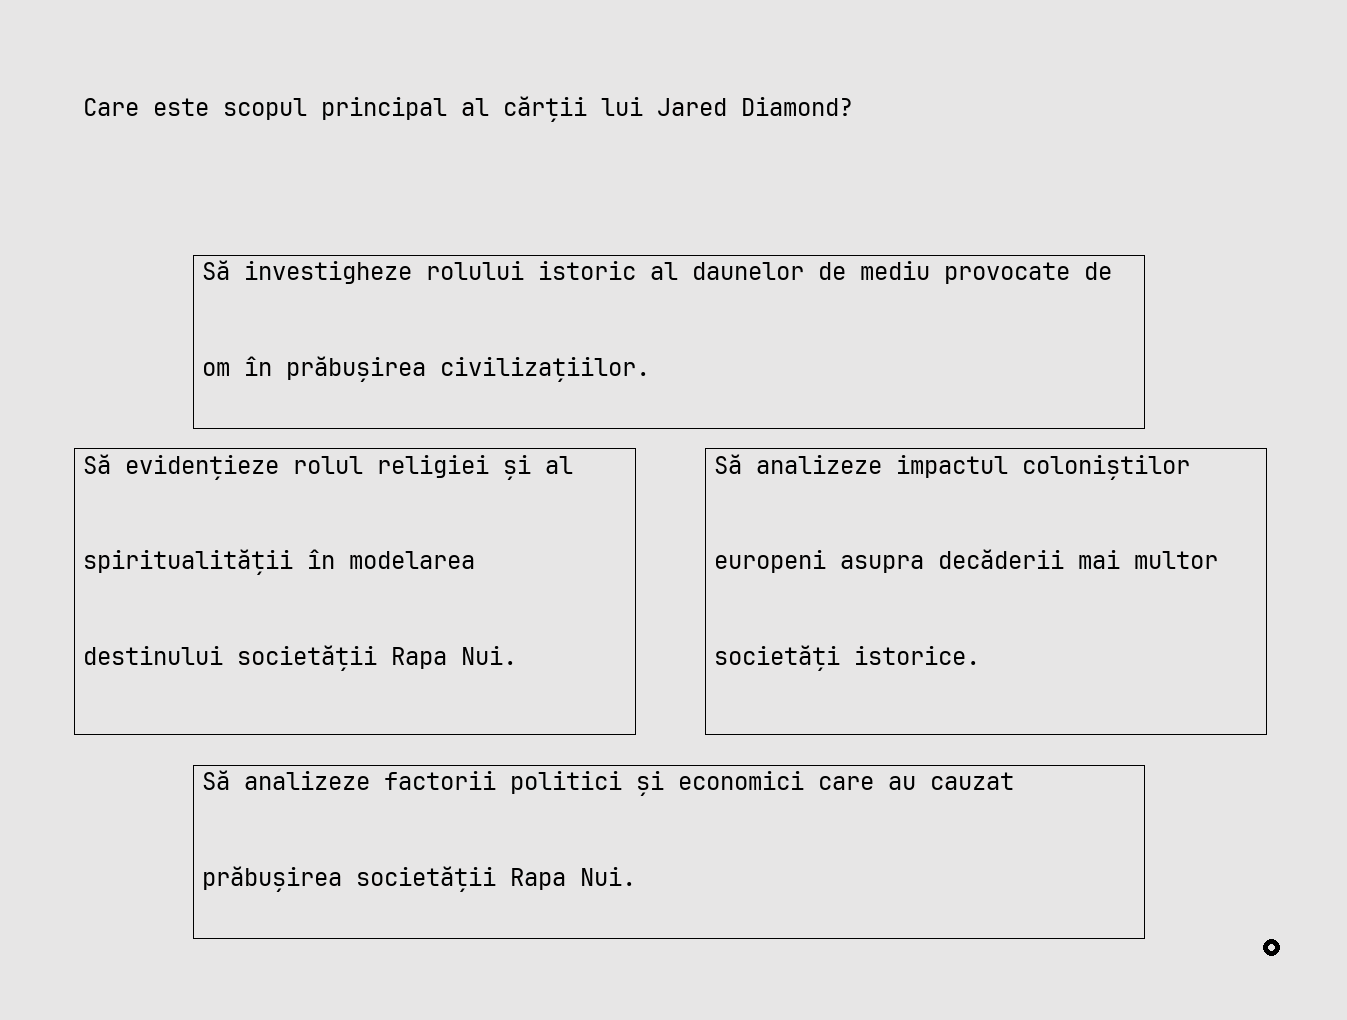 Care este scopul principal al cărții lui Jared Diamond?
Să investigheze rolului istoric al daunelor de mediu provocate de
om în prăbușirea civilizațiilor.
Să evidențieze rolul religiei și al
spiritualității în modelarea
destinului societății Rapa Nui.
Să analizeze impactul coloniștilor
europeni asupra decăderii mai multor
societăți istorice.
Să analizeze factorii politici și economici care au cauzat
prăbușirea societății Rapa Nui.